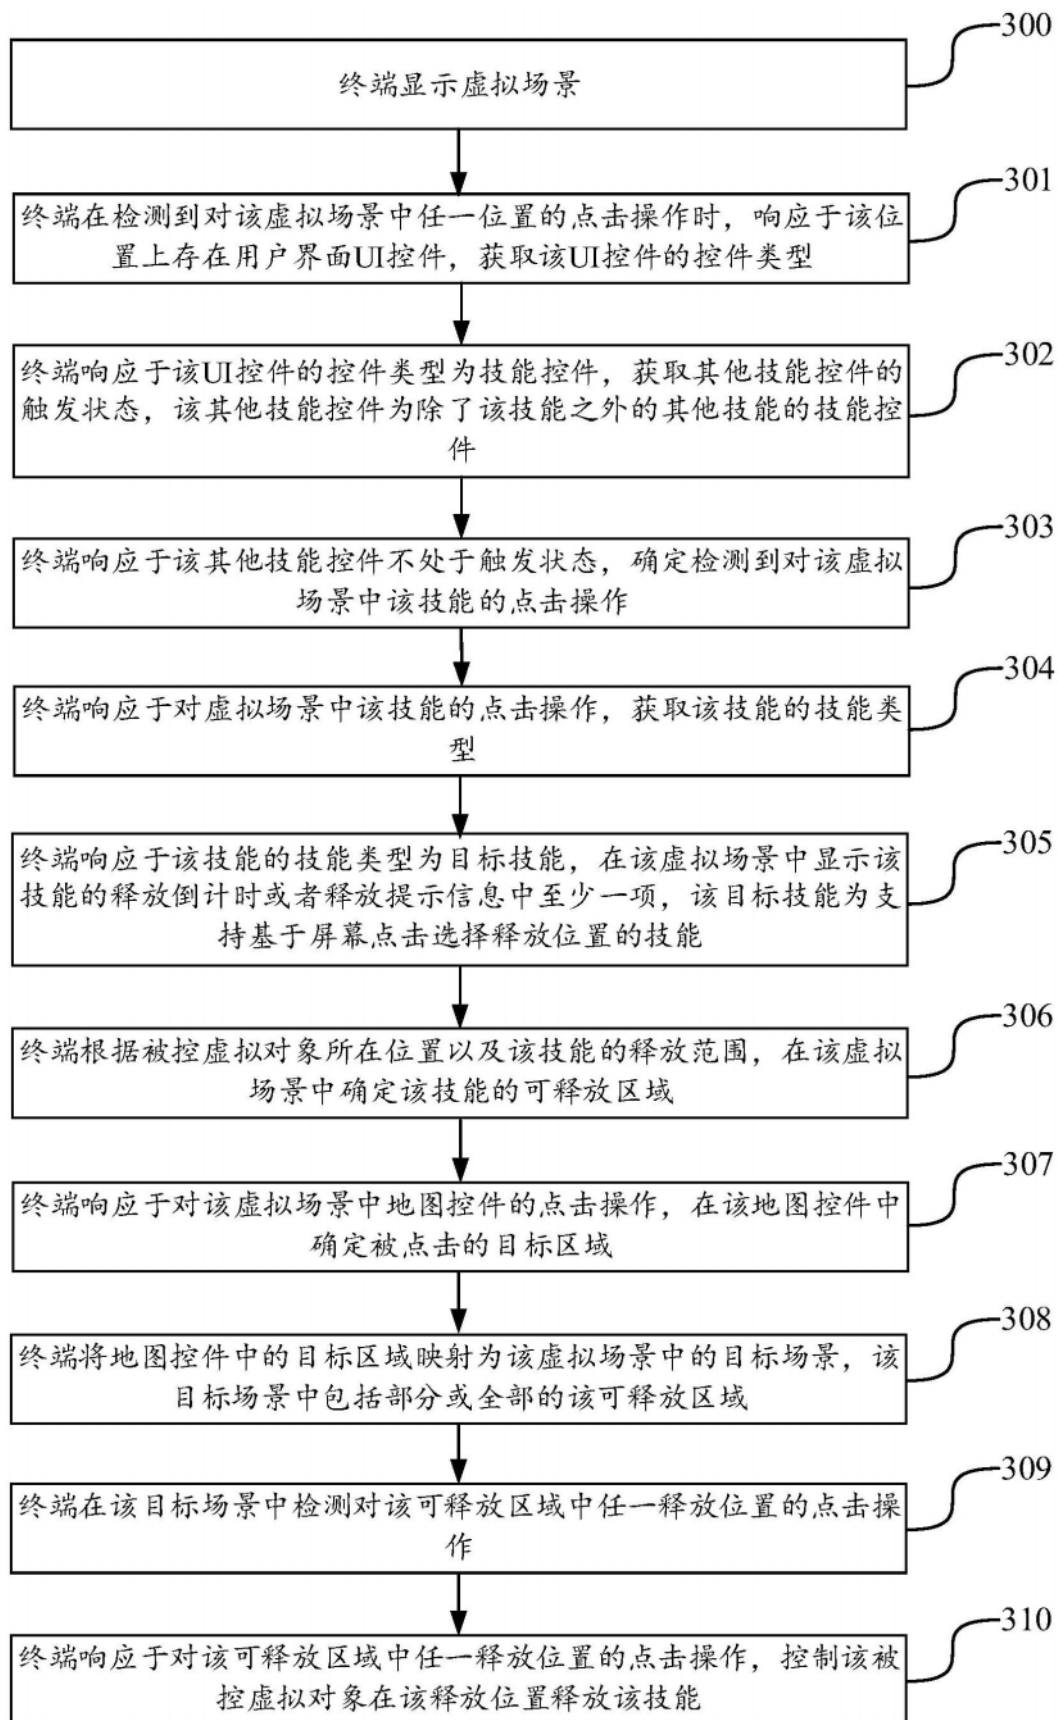 300
终端显示虚拟场景
301
终端在检测到对该虚拟场景中任一位置的点击操作时，响应于该位
置上存在用户界面UI控件，获取该UI控件的控件类型
302
终端响应于该UI控件的控件类型为技能控件，获取其他技能控件的
触发状态，该其他技能控件为除了该技能之外的其他技能的技能控
件
303
终端响应于该其他技能控件不处于触发状态，确定检测到对该虚拟
场景中该技能的点击操作
304
终端响应于对虚拟场景中该技能的点击操作，获取该技能的技能类
型
305
终端响应于该技能的技能类型为目标技能，在该虚拟场景中显示该
技能的释放倒计时或者释放提示信息中至少一项，该目标技能为支
持基于屏幕点击选择释放位置的技能
306
终端根据被控虚拟对象所在位置以及该技能的释放范围，在该虚拟
场景中确定该技能的可释放区域
307
终端响应于对该虚拟场景中地图控件的点击操作，在该地图控件中
确定被点击的目标区域
308
终端将地图控件中的目标区域映射为该虚拟场景中的目标场景，该
目标场景中包括部分或全部的该可释放区域
309
终端在该目标场景中检测对该可释放区域中任一释放位置的点击操
作
310
终端响应于对该可释放区域中任一释放位置的点击操作，控制该被
控虚拟对象在该释放位置释放该技能